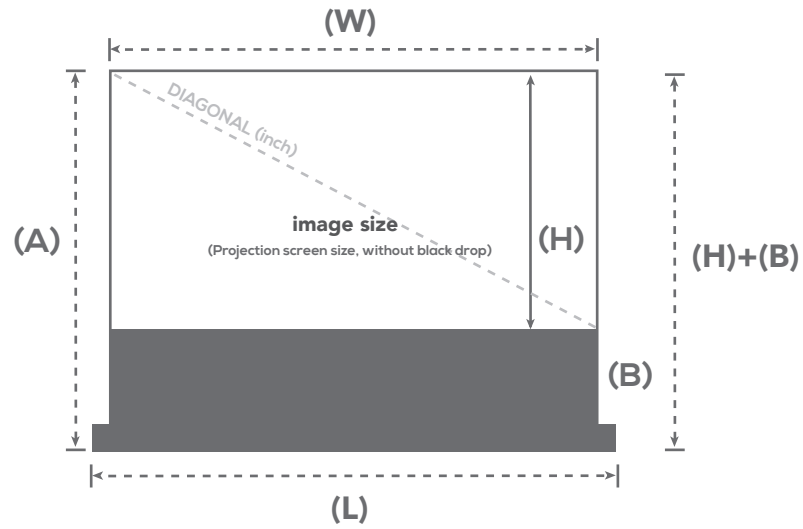 (W)
DIAGONAL (inch)
image size
(Projection screen size, without black drop)
(A)
(H)
(H)+(B)
(B)
(L)